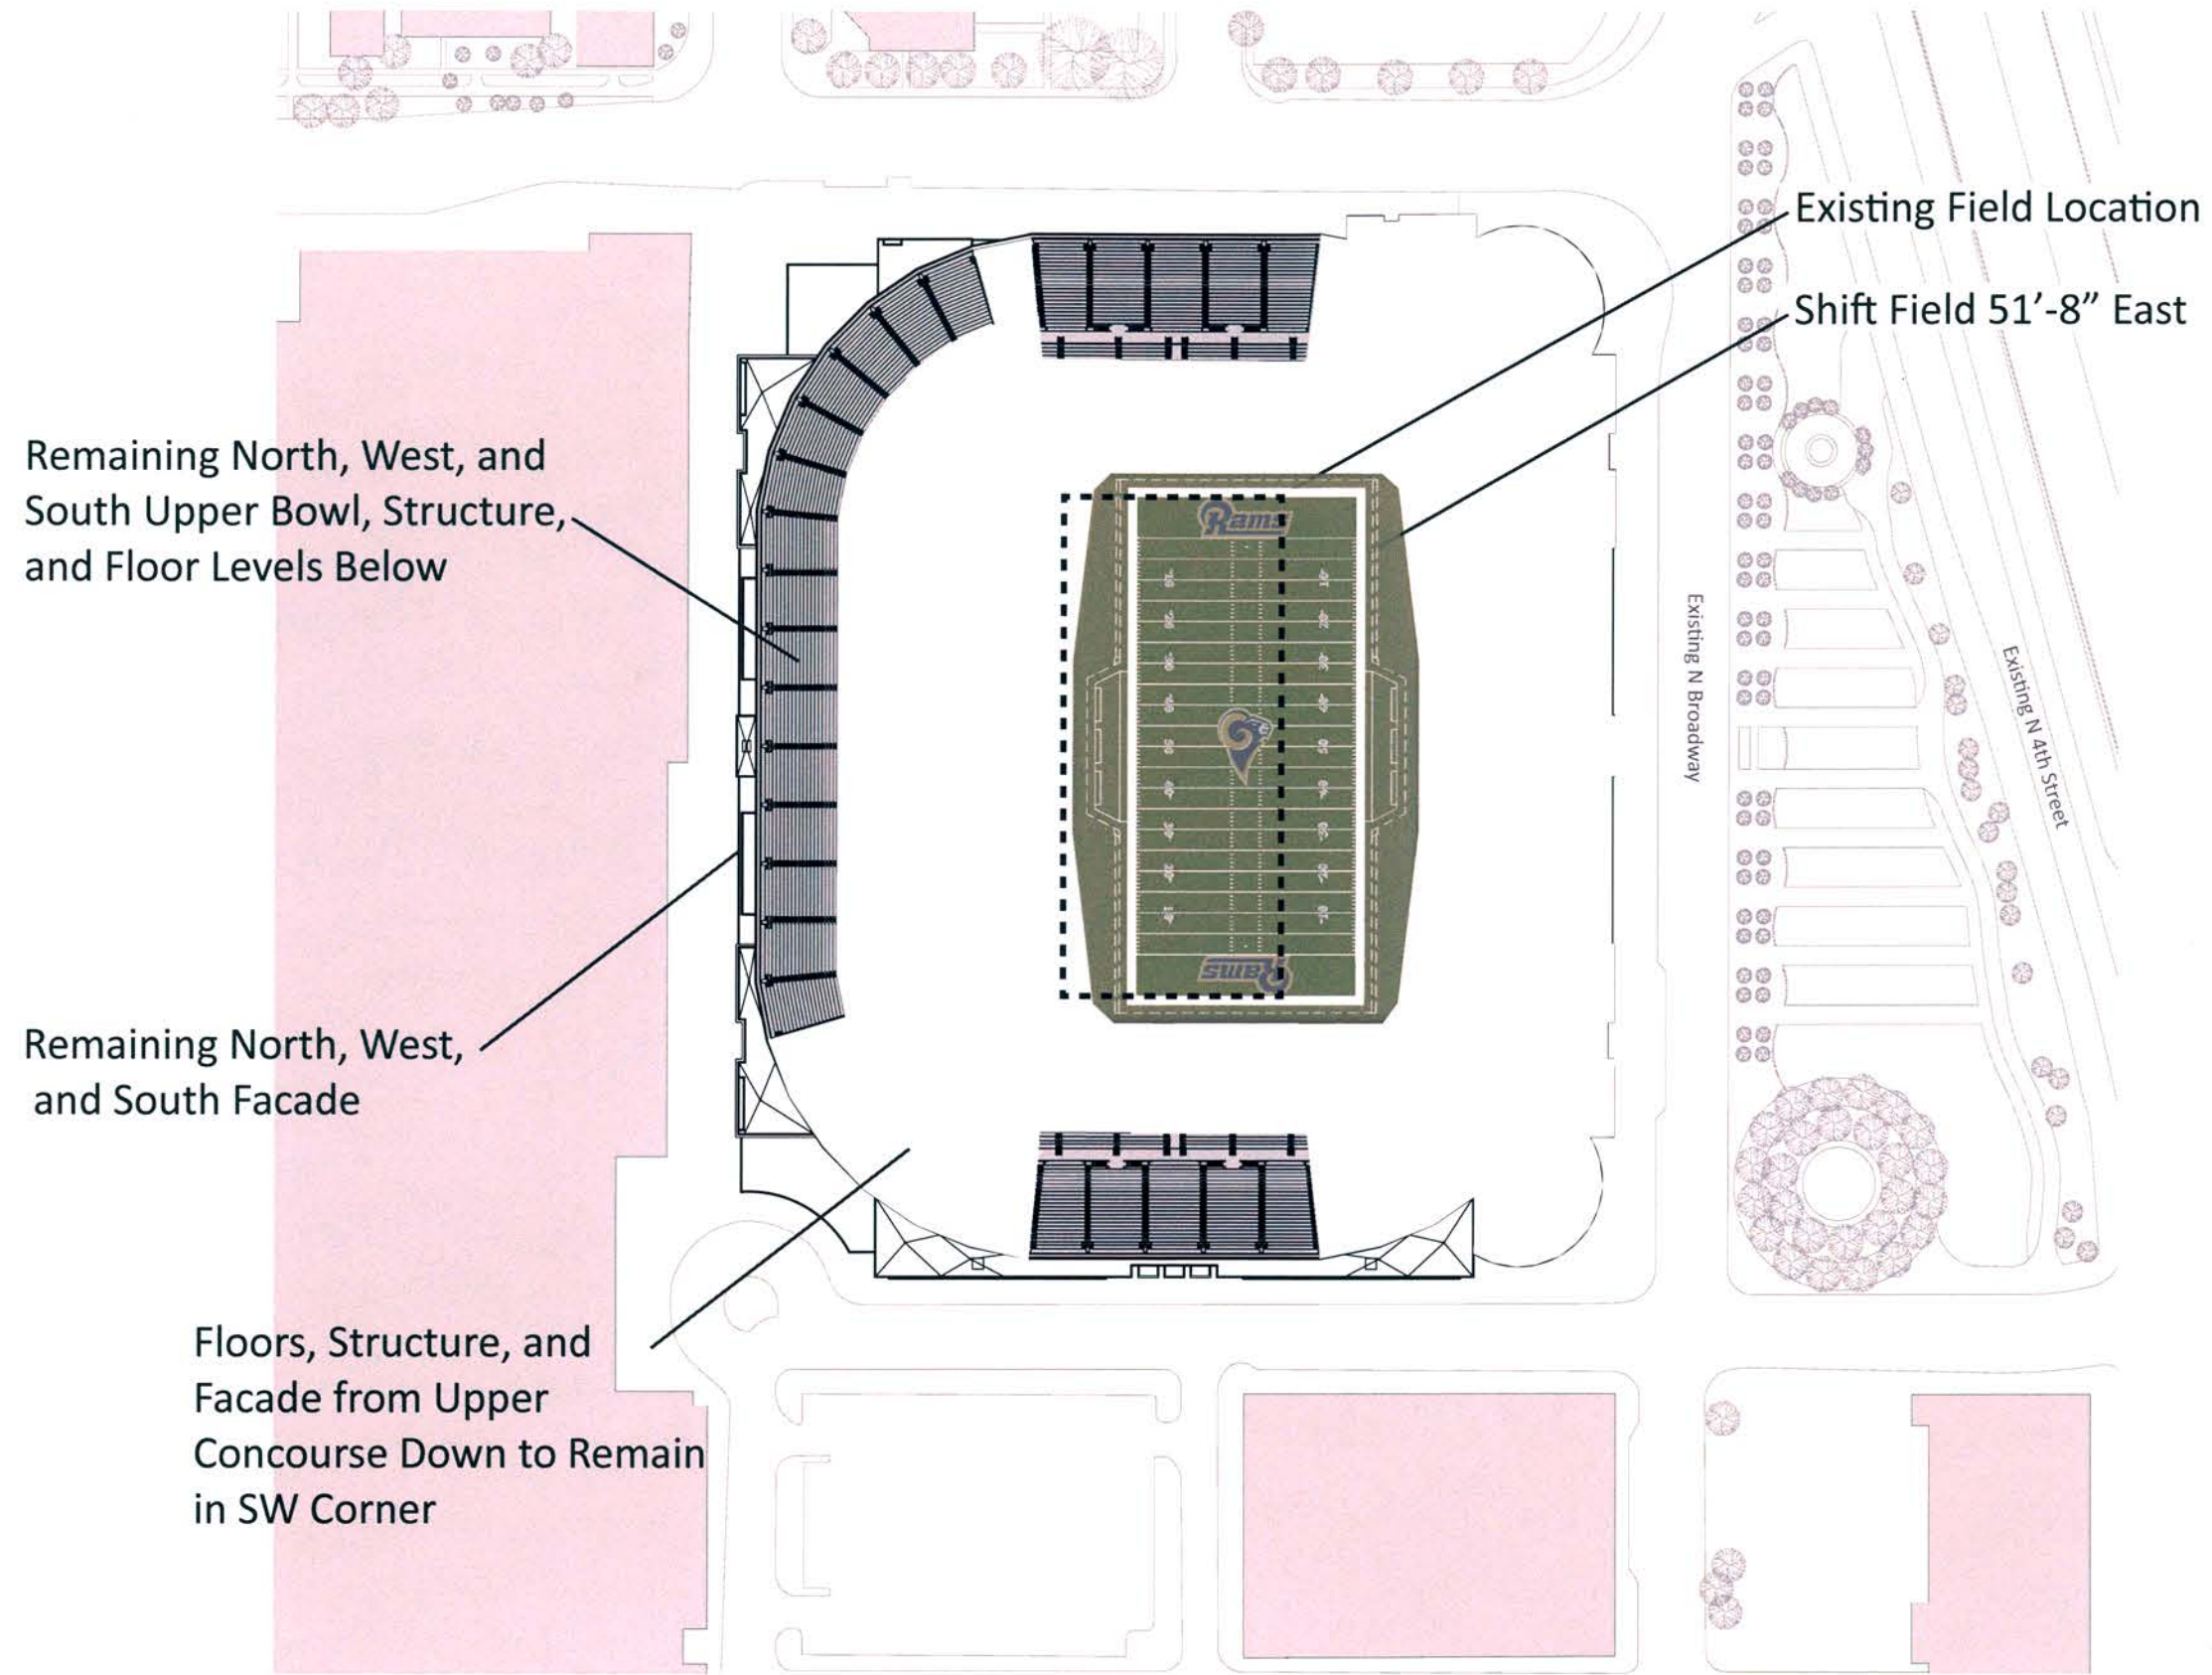 Existing Field Location
Shift Field 51’-8” East
Remaining North, West, and
South Upper Bowl, Structure,
and Floor Levels Below
Rams
Existing N Broadway
Existing N 4th Street
Rams
Remaining North, West,
and South Facade
Floors, Structure, and
Facade from Upper
Concourse Down to Remain
in SW Corner